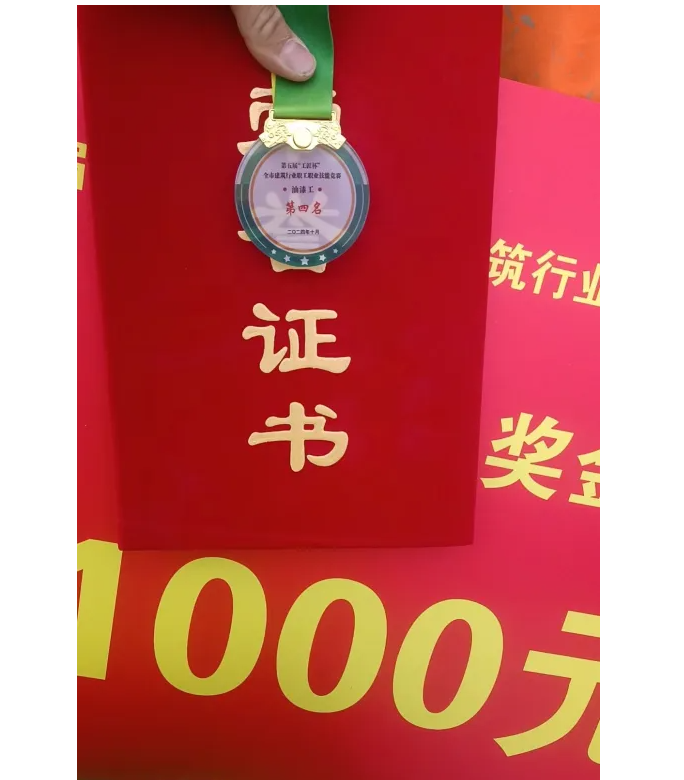 第五届“工匠杯”
全市建筑行业职工职业技能竞赛
油漆工
第四名
二〇二四年十月
证书
筑行业
奖金
1000元